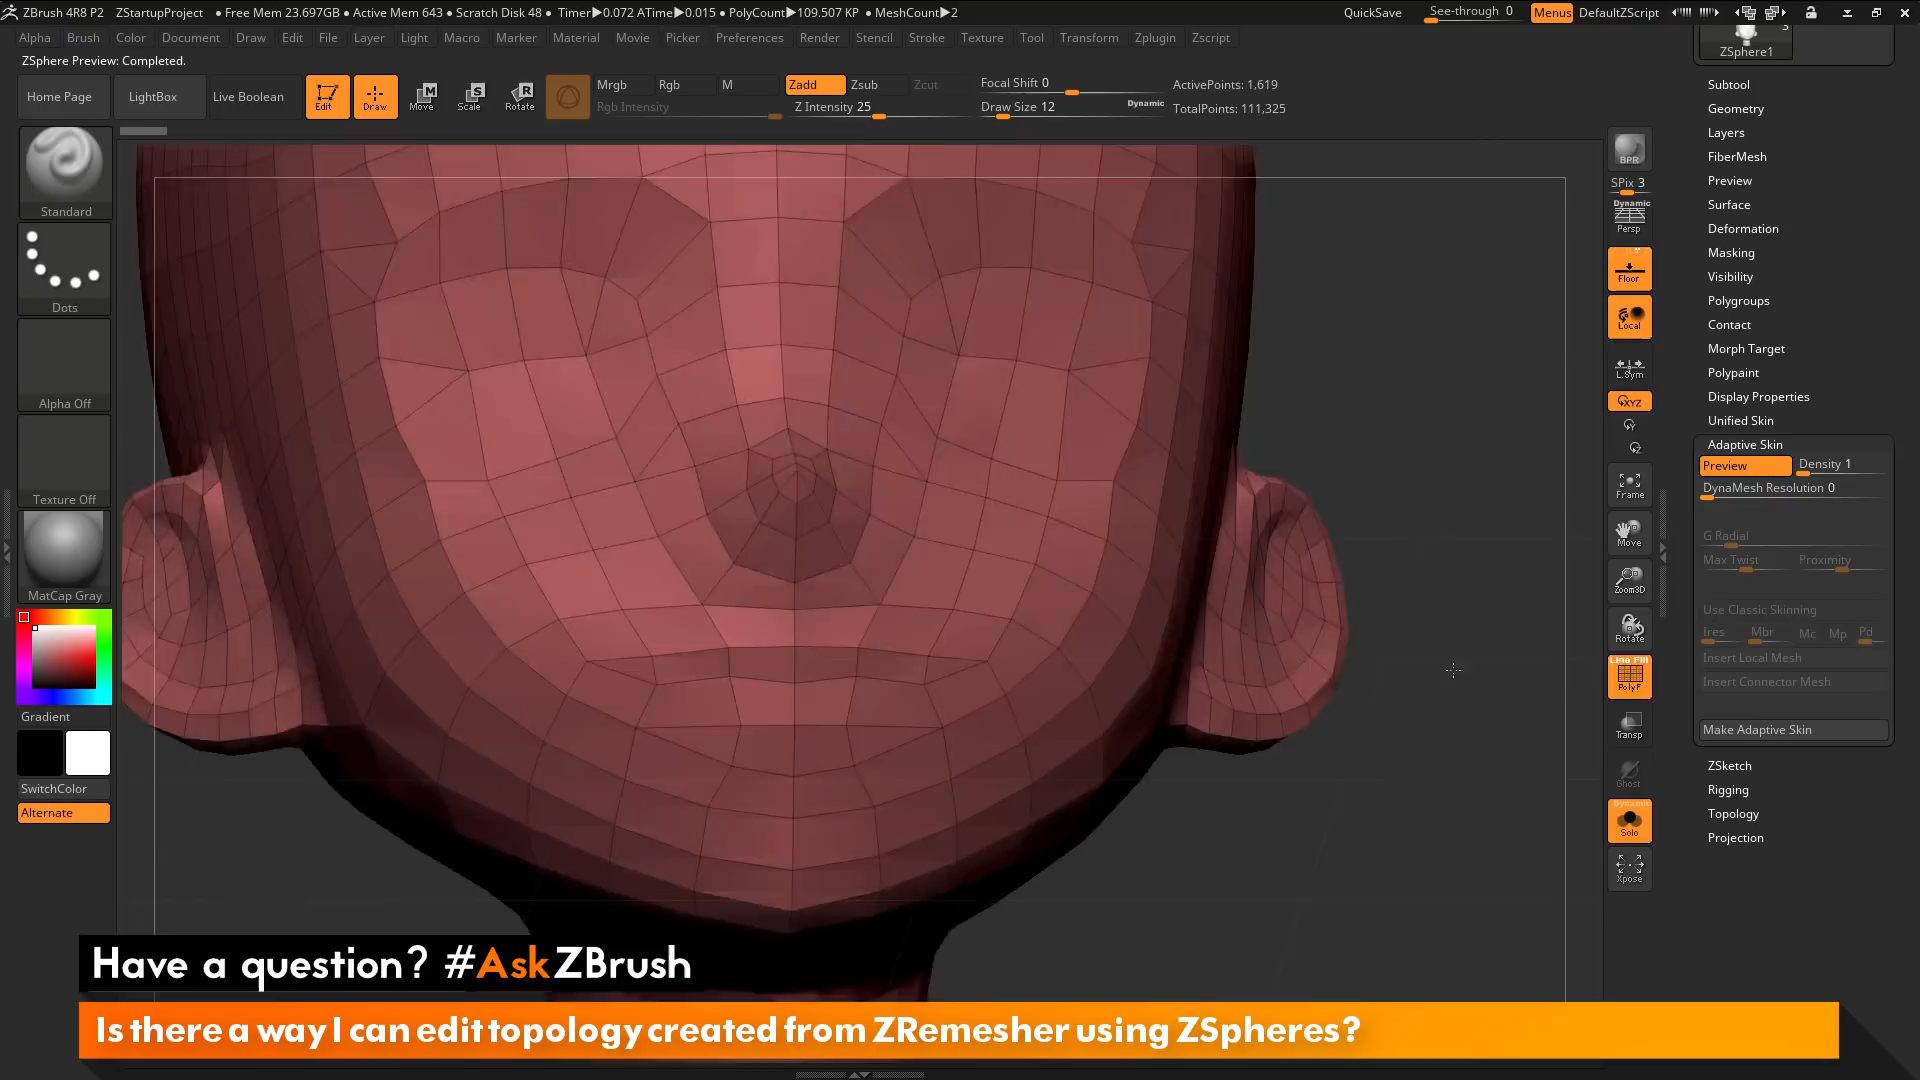 ZBrush 4R8 P2 ZStartupProject • Free Mem 23.697GB • Active Mem 643 • Scratch Disk 48 • Timer▶0.072 ATime▶0.015 • PolyCount▶109.507 KP • MeshCount▶2 QuickSave See-through 0 Menus DefaultZScript
Alpha Brush Color Document Draw Edit File Layer Light Macro Marker Material Movie Picker Preferences Render Stencil Stroke Texture Tool Transform Zplugin Zscript
ZSphere Preview: Completed.
Home Page LightBox Live Boolean Edit Draw Move Scale Rotate
Mrgb Rgb M Zadd Zsub Zcut Focal Shift 0 ActivePoints: 1,619
Rgb Intensity Z Intensity 25 Draw Size 12 Dynamic TotalPoints: 111,325
Standard
Dots
Alpha Off
Texture Off
MatCap Gray
Gradient
SwitchColor
Alternate
BPR
SPix 3
Dynamic
Persp
Floor
Local
L.Sym
XYZ
Y
Z
Frame
Move
Zoom3D
Rotate
Line Fill
PolyF
Transp
Ghost
Dynamic
Solo
Xpose
3
ZSphere1
Subtool
Geometry
Layers
FiberMesh
Preview
Surface
Deformation
Masking
Visibility
Polygroups
Contact
Morph Target
Polypaint
Display Properties
Unified Skin
Adaptive Skin
Preview Density 1
DynaMesh Resolution 0
G Radial
Max Twist Proximity
Use Classic Skinning
Ires Mbr Mc Mp Pd
Insert Local Mesh
Insert Connector Mesh
Make Adaptive Skin
ZSketch
Rigging
Topology
Projection
Have a question? #AskZBrush
Is there a way I can edit topology created from ZRemesher using ZSpheres?